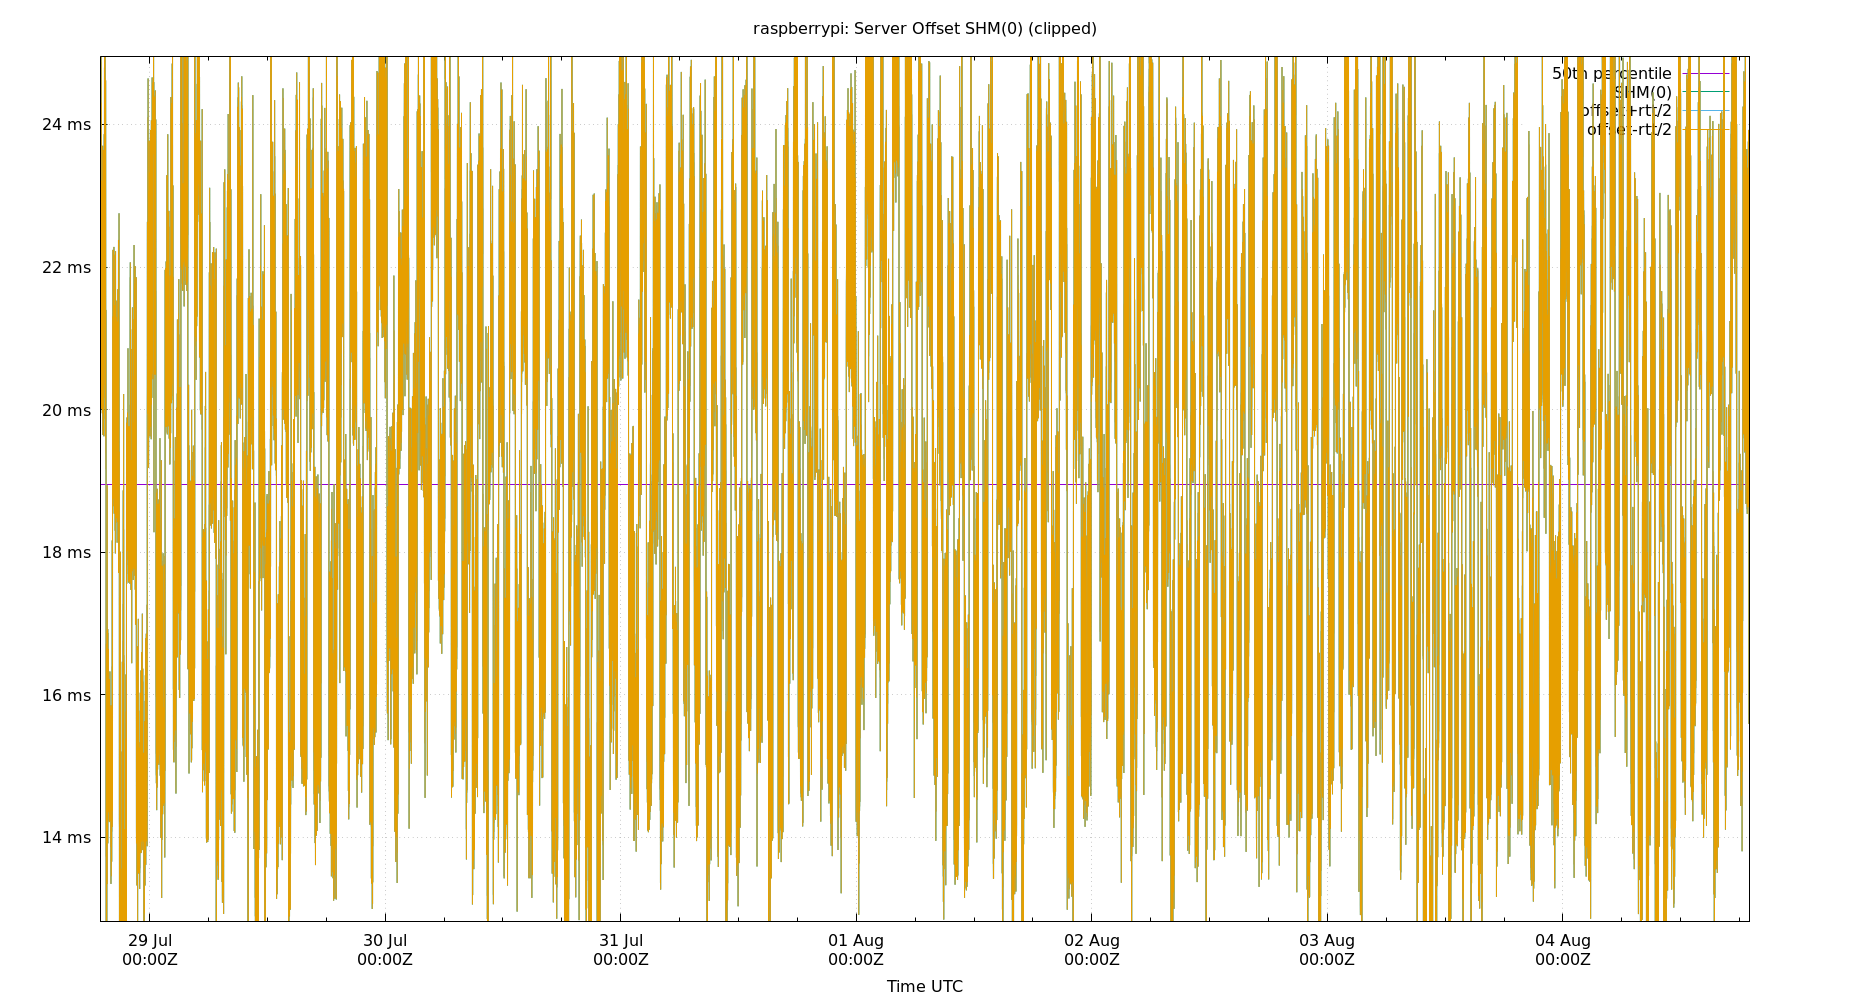 raspberrypi: Server Offset SHM(0) (clipped)
50th percentile
SHM(0)
offset+rtt/2
offset-rtt/2
24 ms
22 ms
20 ms
18 ms
16 ms
14 ms
29 Jul 30 Jul 31 Jul 01 Aug 02 Aug 03 Aug 04 Aug
00:00Z 00:00Z 00:00Z 00:00Z 00:00Z 00:00Z 00:00Z
Time UTC